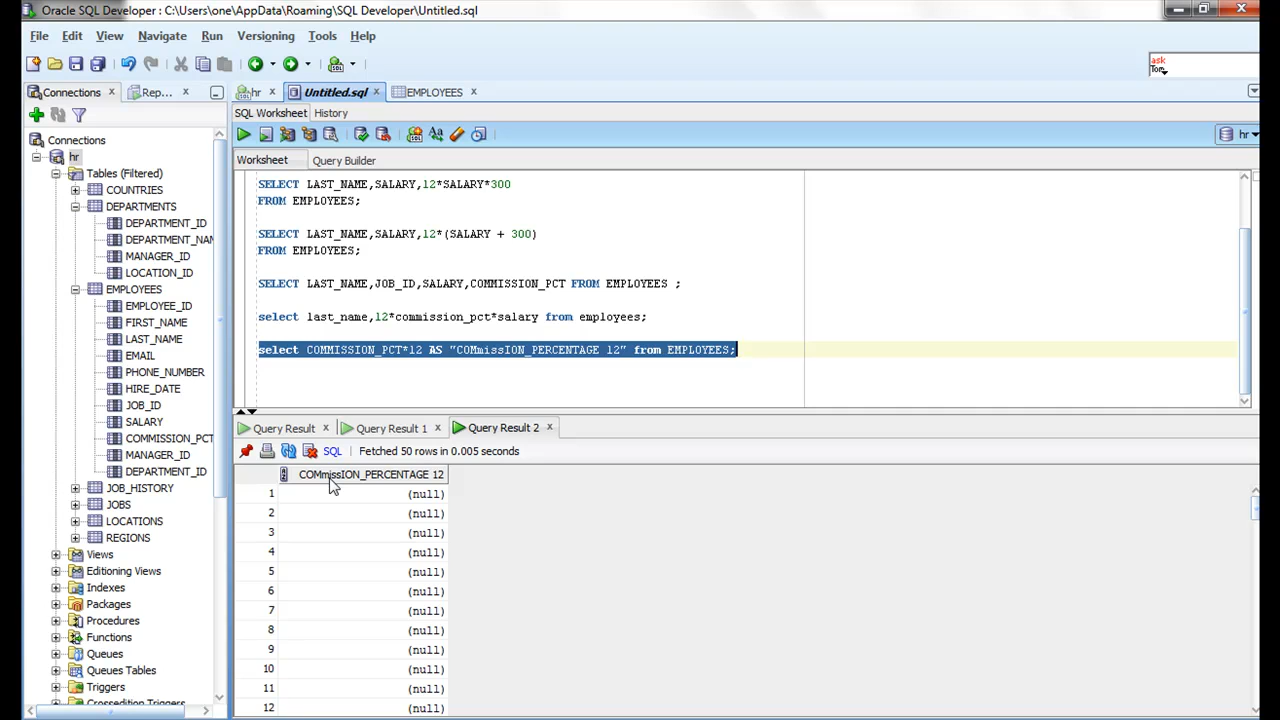 Oracle SQL Developer : C:\Users\one\AppData\Roaming\SQL Developer\Untitled.sql
File Edit View Navigate Run Versioning Tools Help
ask
Tom
Connections Rep... hr Untitled.sql EMPLOYEES
SQL Worksheet History
hr
Worksheet Query Builder
Connections
hr
Tables (Filtered)
COUNTRIES
DEPARTMENTS
DEPARTMENT_ID
DEPARTMENT_NAM
MANAGER_ID
LOCATION_ID
EMPLOYEES
EMPLOYEE_ID
FIRST_NAME
LAST_NAME
EMAIL
PHONE_NUMBER
HIRE_DATE
JOB_ID
SALARY
COMMISSION_PCT
MANAGER_ID
DEPARTMENT_ID
JOB_HISTORY
JOBS
LOCATIONS
REGIONS
Views
Editioning Views
Indexes
Packages
Procedures
Functions
Queues
Queues Tables
Triggers
Crossedition Triggers
SELECT LAST_NAME,SALARY,12*SALARY*300
FROM EMPLOYEES;
SELECT LAST_NAME,SALARY,12*(SALARY + 300)
FROM EMPLOYEES;
SELECT LAST_NAME,JOB_ID,SALARY,COMMISSION_PCT FROM EMPLOYEES ;
select last_name,12*commission_pct*salary from employees;
select COMMISSION_PCT*12 AS "COMmissION_PERCENTAGE 12" from EMPLOYEES;
Query Result Query Result 1 Query Result 2
SQL Fetched 50 rows in 0.005 seconds
COMmissION_PERCENTAGE 12
1 (null)
2 (null)
3 (null)
4 (null)
5 (null)
6 (null)
7 (null)
8 (null)
9 (null)
10 (null)
11 (null)
12 (null)